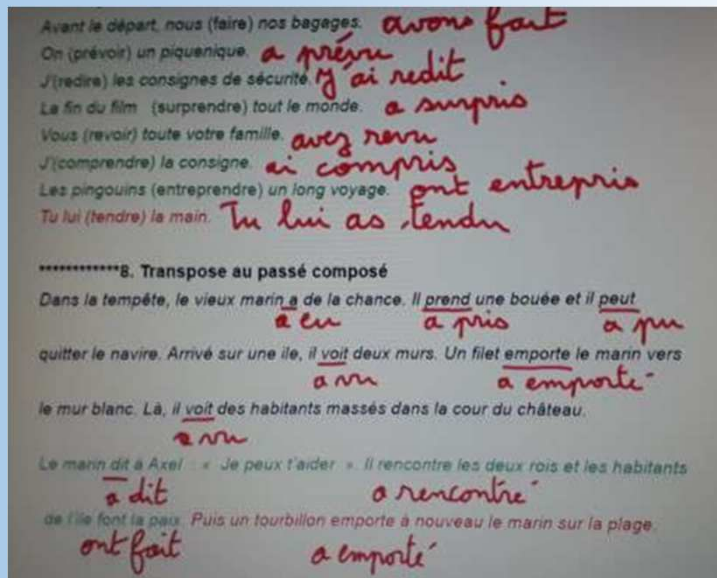 Avant le départ, nous (faire) nos bagages. avons fait
On (prévoir) un piquenique. a prévu
J'(redire) les consignes de sécurité. J'ai redit
La fin du film (surprendre) tout le monde. a surpris
Vous (revoir) toute votre famille. avez revu
J'(comprendre) la consigne. ai compris
Les pingouins (entreprendre) un long voyage. ont entrepris
Tu lui (tendre) la main. Tu lui as tendu
************8. Transpose au passé composé
Dans la tempête, le vieux marin a de la chance. Il prend une bouée et il peut
a eu a pris a pu
quitter le navire. Arrivé sur une ile, il voit deux murs. Un filet emporte le marin vers
a vu a emporté
le mur blanc. Là, il voit des habitants massés dans la cour du château.
a vu
Le marin dit à Axel : « Je peux t'aider ». Il rencontre les deux rois et les habitants
a dit a rencontré
de l'ile font la paix. Puis un tourbillon emporte à nouveau le marin sur la plage.
ont fait a emporté